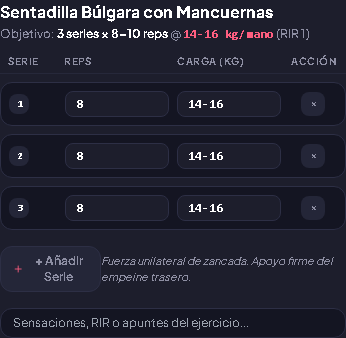 Sentadilla Búlgara con Mancuernas
Objetivo: 3 series x 8-10 reps @ 14-16 kg/mano (RIR 1)
SERIE REPS CARGA (KG) ACCIÓN
1 8 14-16 ×
2 8 14-16 ×
3 8 14-16 ×
+ + Añadir Serie
Fuerza unilateral de zancada. Apoyo firme del
empeine trasero.
Sensaciones, RIR o apuntes del ejercicio...